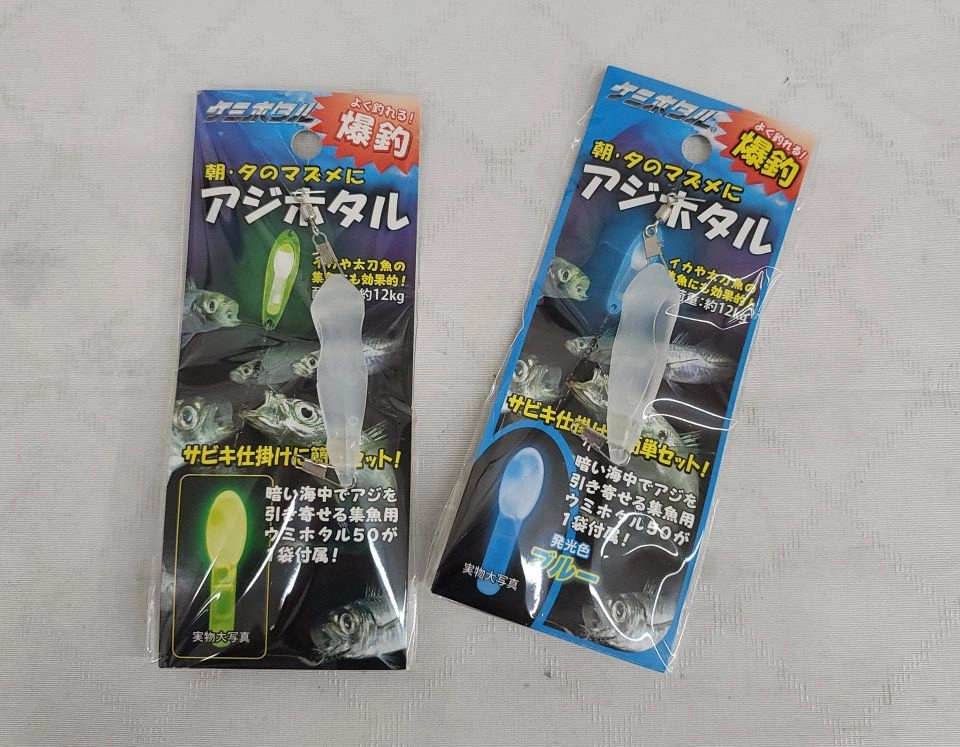 ケミホタル
よく釣れる!
爆釣
朝・夕のマズメに
アジホタル
イカや太刀魚の
集魚にも効果的!
約12kg
サビキ仕掛けに簡単セット!
暗い海中でアジを
引き寄せる集魚用
ウミホタル50が
1袋付属!
実物大写真
ケミホタル
よく釣れる!
爆釣
朝・夕のマズメに
アジホタル
イカや太刀魚の
集魚にも効果的!
荷重:約12kg
サビキ仕掛け 簡単セット!
暗い海中でアジを
引き寄せる集魚用
ウミホタル50が
1袋付属!
発光色
ブルー
実物大写真